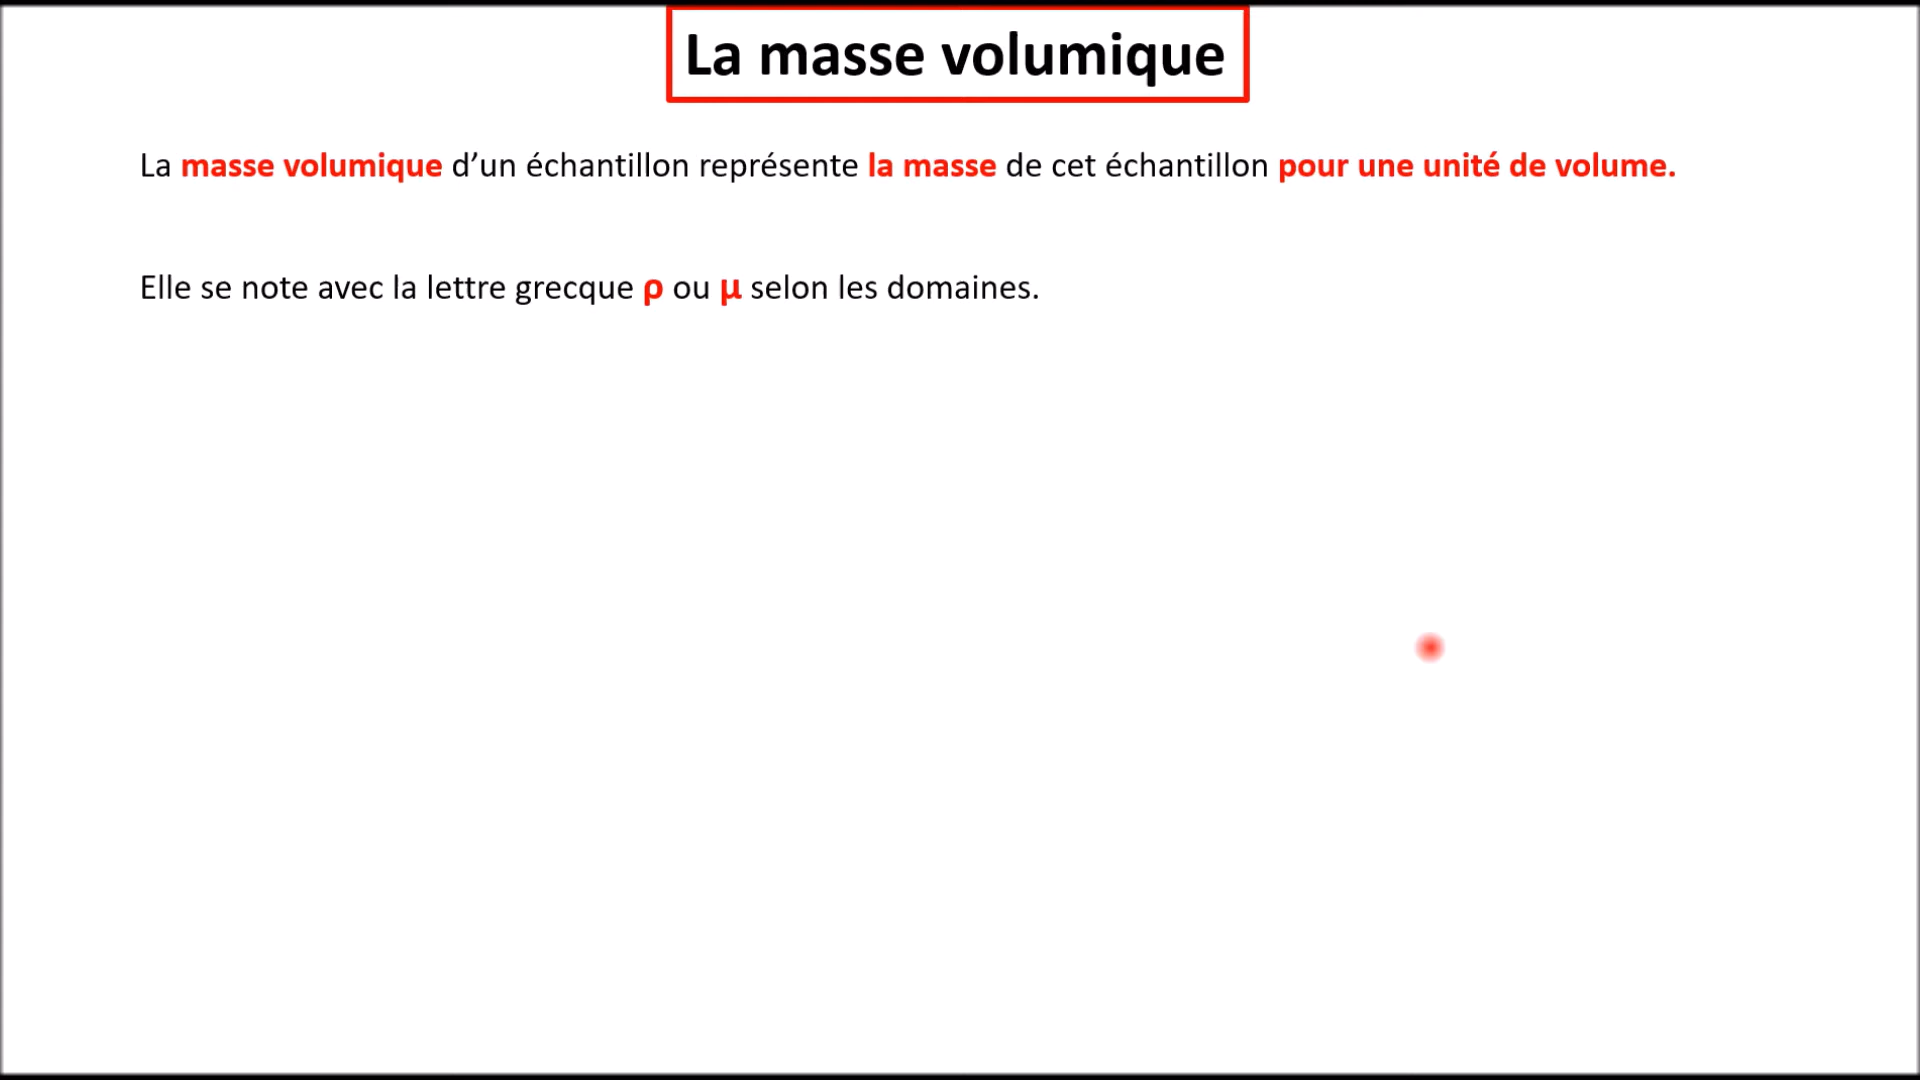 La masse volumique
La masse volumique d’un échantillon représente la masse de cet échantillon pour une unité de volume.
Elle se note avec la lettre grecque ρ ou μ selon les domaines.